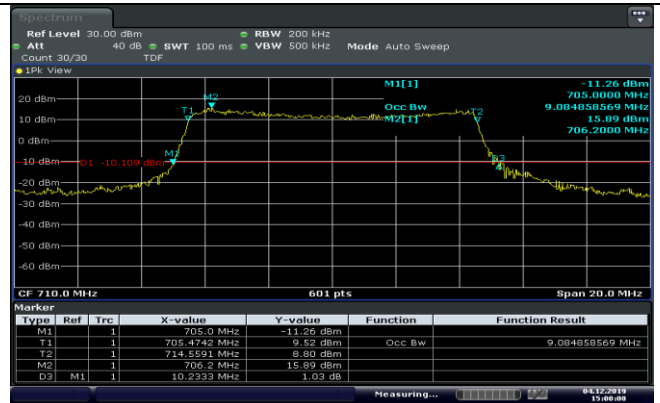 Spectrum
Ref Level 30.00 dBm RBW 200 kHz
Att 40 dB SWT 100 ms VBW 500 kHz Mode Auto Sweep
Count 30/30 TDF
1Pk View
M1[1] -11.26 dBm
705.0000 MHz
Occ Bw 9.084858569 MHz
M2[1] 15.89 dBm
706.2000 MHz
20 dBm
M2
T1
T2
10 dBm
0 dBm
M1
D3
-10 dBm
D1 -10.109 dBm
-20 dBm
-30 dBm
-40 dBm
-50 dBm
-60 dBm
CF 710.0 MHz 601 pts Span 20.0 MHz
Marker
Type Ref Trc X-value Y-value Function Function Result
M1 1 705.0 MHz -11.26 dBm
T1 1 705.4742 MHz 9.52 dBm Occ Bw 9.084858569 MHz
T2 1 714.5591 MHz 8.80 dBm
M2 1 706.2 MHz 15.89 dBm
D3 M1 1 10.2333 MHz 1.03 dB
Measuring... 04.12.2019
15:00:08